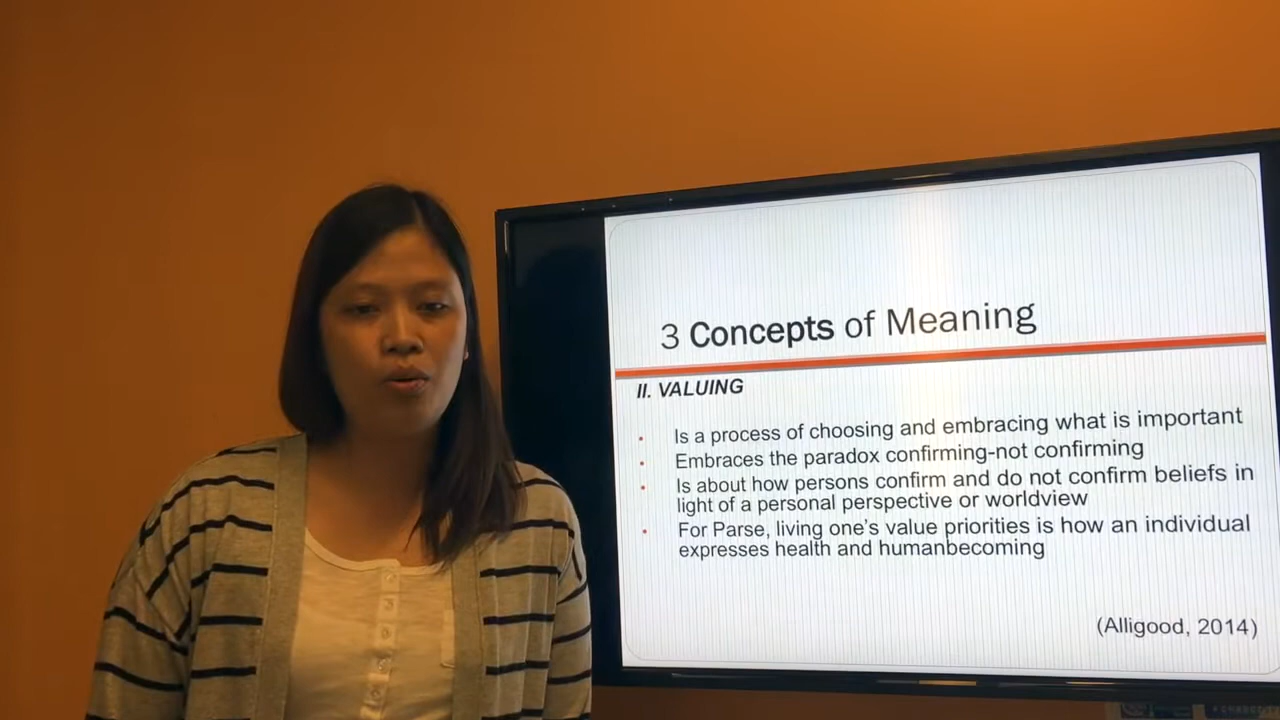 3 Concepts of Meaning
II. VALUING
• Is a process of choosing and embracing what is important
• Embraces the paradox confirming-not confirming
• Is about how persons confirm and do not confirm beliefs in
light of a personal perspective or worldview
• For Parse, living one's value priorities is how an individual
expresses health and humanbecoming
(Alligood, 2014)